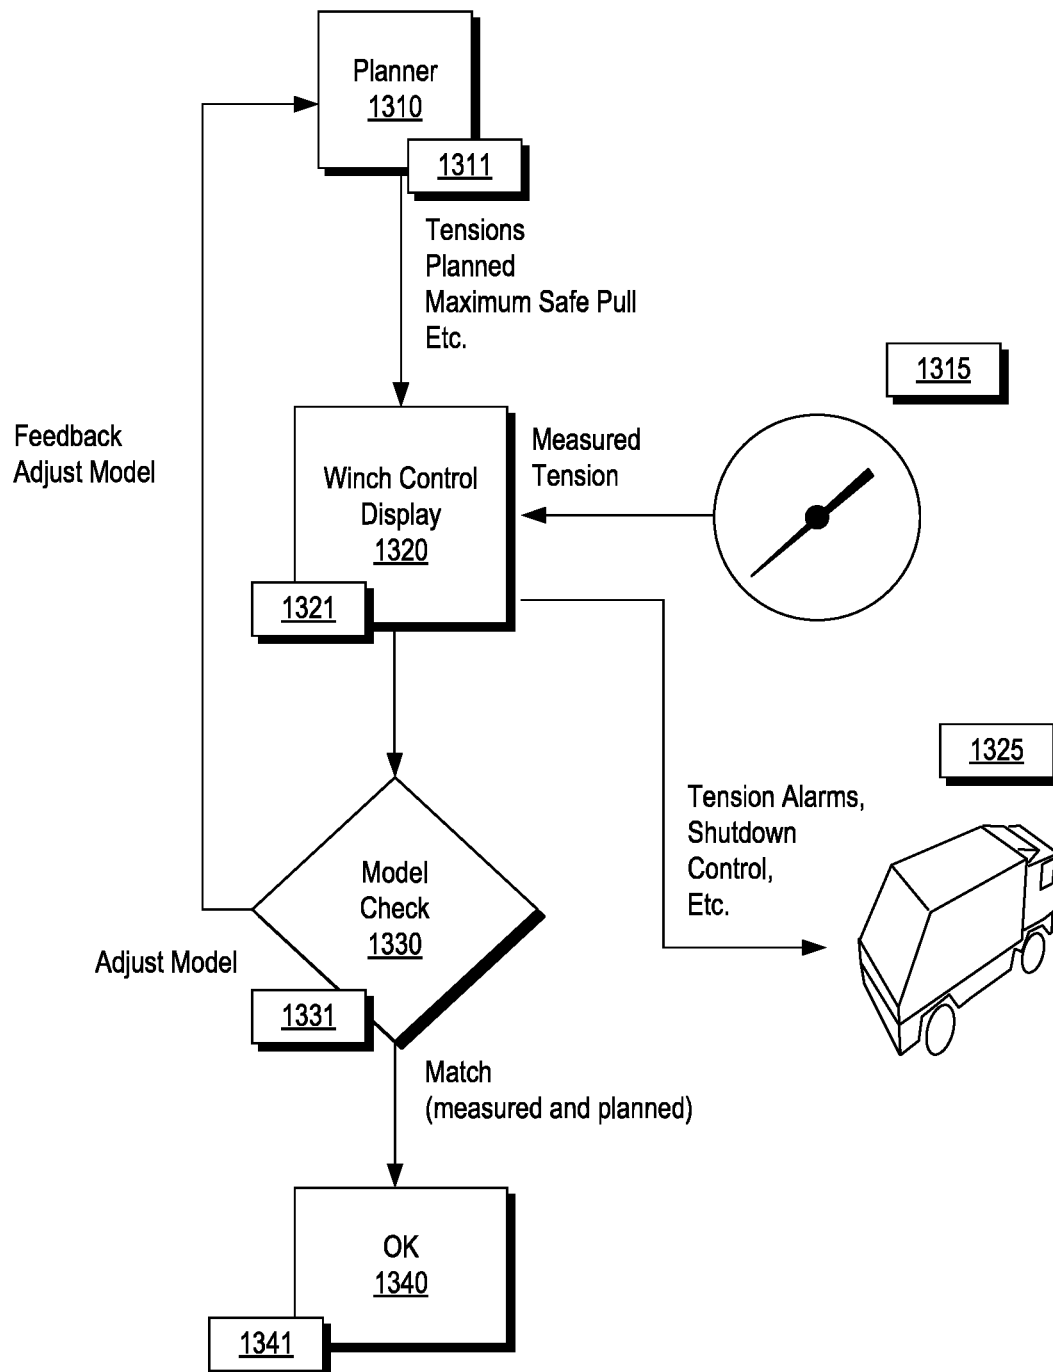 Planner
1310
1311
Tensions
Planned
Maximum Safe Pull
Etc.
1315
Feedback
Adjust Model
Measured
Tension
Winch Control
Display
1320
1321
1325
Tension Alarms,
Shutdown
Control,
Etc.
Model
Check
1330
Adjust Model
1331
Match
(measured and planned)
OK
1340
1341